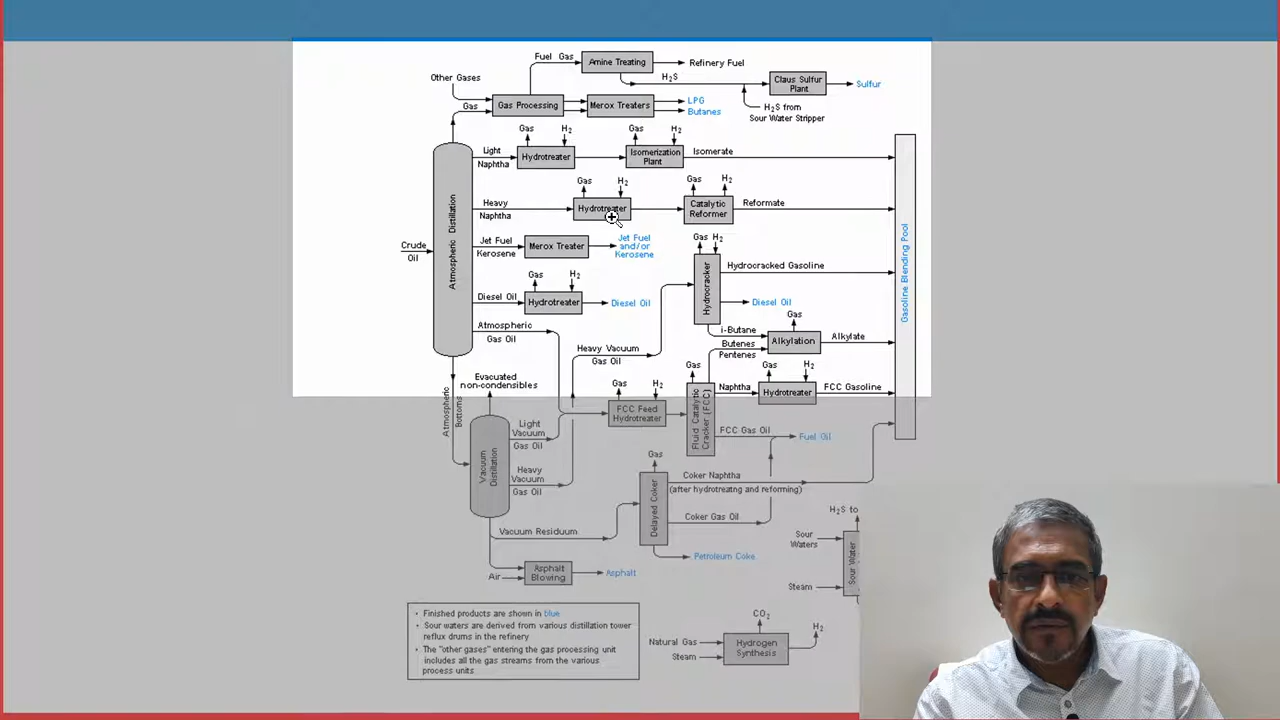 Fuel Gas
Amine Treating
Refinery Fuel
Other Gases
H2S
Claus Sulfur
Plant
Sulfur
Gas
Gas Processing
Merox Treaters
LPG
Butanes
H2S from
Sour Water Stripper
Gas
H2
Gas
H2
Light
Naphtha
Hydrotreater
Isomerization
Plant
Isomerate
Gas
H2
Gas
H2
Heavy
Naphtha
Hydrotreater
Catalytic
Reformer
Reformate
Atmospheric Distillation
Crude
Oil
Jet Fuel
Kerosene
Merox Treater
Jet Fuel
and/or
Kerosene
Gas
H2
Hydrocracker
Hydrocracked Gasoline
Gasoline Blending Pool
Gas
H2
Diesel Oil
Hydrotreater
Diesel Oil
Diesel Oil
Atmospheric
Gas Oil
i-Butane
Butenes
Pentenes
Gas
Alkylation
Alkylate
Heavy Vacuum
Gas Oil
Evacuated
non-condensibles
Atmospheric
Bottoms
Gas
H2
FCC Feed
Hydrotreater
Gas
Fluid Catalytic
Cracker (FCC)
Naphtha
Gas
H2
Hydrotreater
FCC Gasoline
Light
Vacuum
Gas Oil
FCC Gas Oil
Fuel Oil
Vacuum
Distillation
Heavy
Vacuum
Gas Oil
Gas
Delayed Coker
Coker Naphtha
(after hydrotreatng and reforming)
Coker Gas Oil
Vacuum Residuum
Petroleum Coke
Air
Asphalt
Blowing
Asphalt
H2S to
Sour
Waters
Sour Water
Steam
• Finished products are shown in blue
• Sour waters are derived from various distillation tower
reflux drums in the refinery
• The "other gases" entering the gas processing unit
includes all the gas streams from the various
process units
CO2
Natural Gas
Steam
Hydrogen
Synthesis
H2